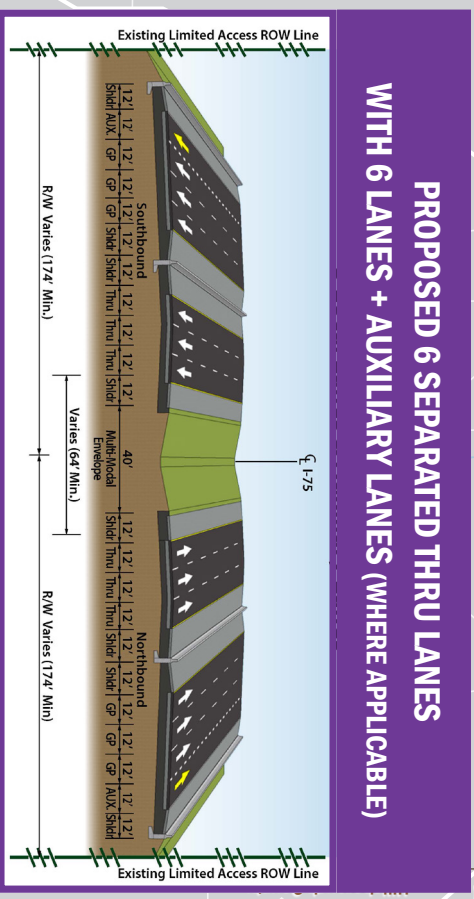 PROPOSED 6 SEPARATED THRU LANES
WITH 6 LANES + AUXILIARY LANES (WHERE APPLICABLE)
Existing Limited Access ROW Line
Existing Limited Access ROW Line
℄ I-75
Southbound
Northbound
12' 12' 12' 12' 12' 12' 12' 12' 12' 12' 12' 40' 12' 12' 12' 12' 12' 12' 12' 12' 12' 12' 12'
Shldr AUX. GP GP GP Shldr Shldr Thru Thru Thru Shldr Multi-Modal Shldr Thru Thru Thru Shldr Shldr GP GP GP AUX. Shldr
Envelope
Varies (64' Min.)
R/W Varies (174' Min.)
R/W Varies (174' Min)